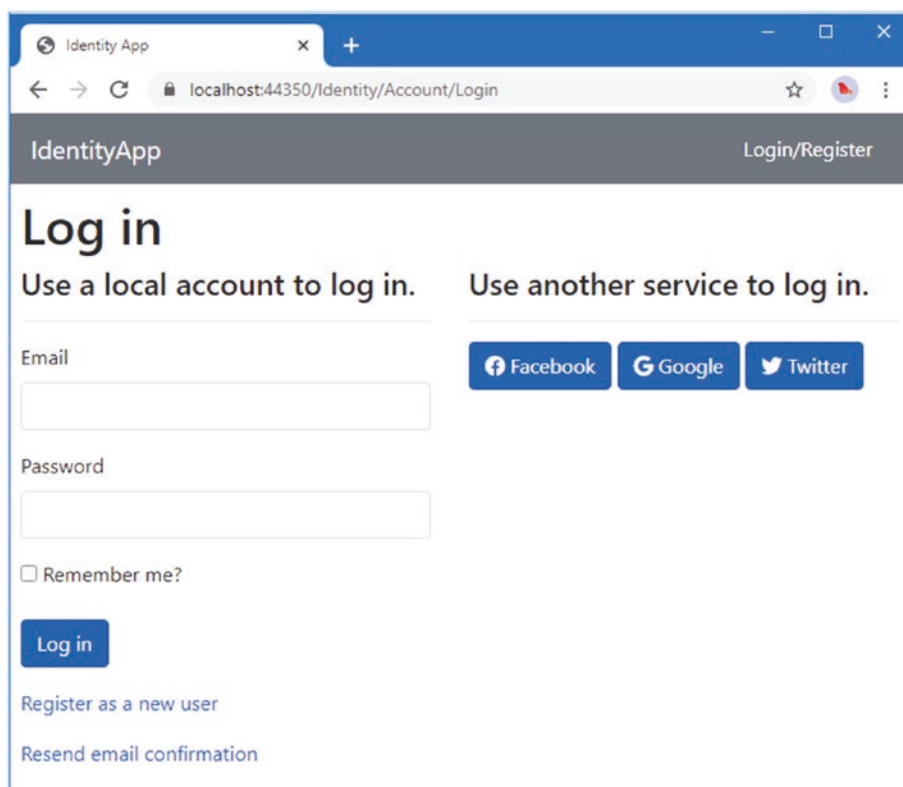 Identity App
localhost:44350/Identity/Account/Login
IdentityApp
Login/Register
Log in
Use a local account to log in.
Use another service to log in.
Email
Facebook
Google
Twitter
Password
Remember me?
Log in
Register as a new user
Resend email confirmation